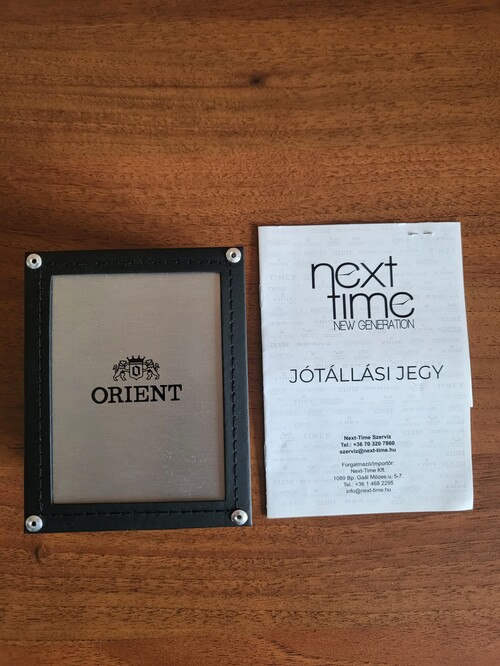 ORIENT
next
time
NEW GENERATION
JÓTÁLLÁSI JEGY
Next-Time Szerviz
Tel.: +36 70 320 7860
szerviz@next-time.hu
Forgalmazó/Importőr:
Next-Time Kft.
1089 Bp. Gaál Mózes u. 5-7.
Tel.: +36 1 468 2295
info@next-time.hu